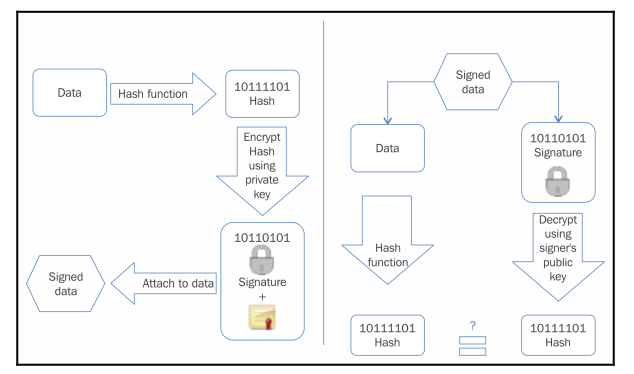 Data
Hash function
10111101
Hash
Encrypt
Hash
using
private
key
10110101
Signature
+
Attach to data
Signed
data
Signed
data
Data
10110101
Signature
Hash
function
Decrypt
using
signer's
public
key
10111101
Hash
?
10111101
Hash